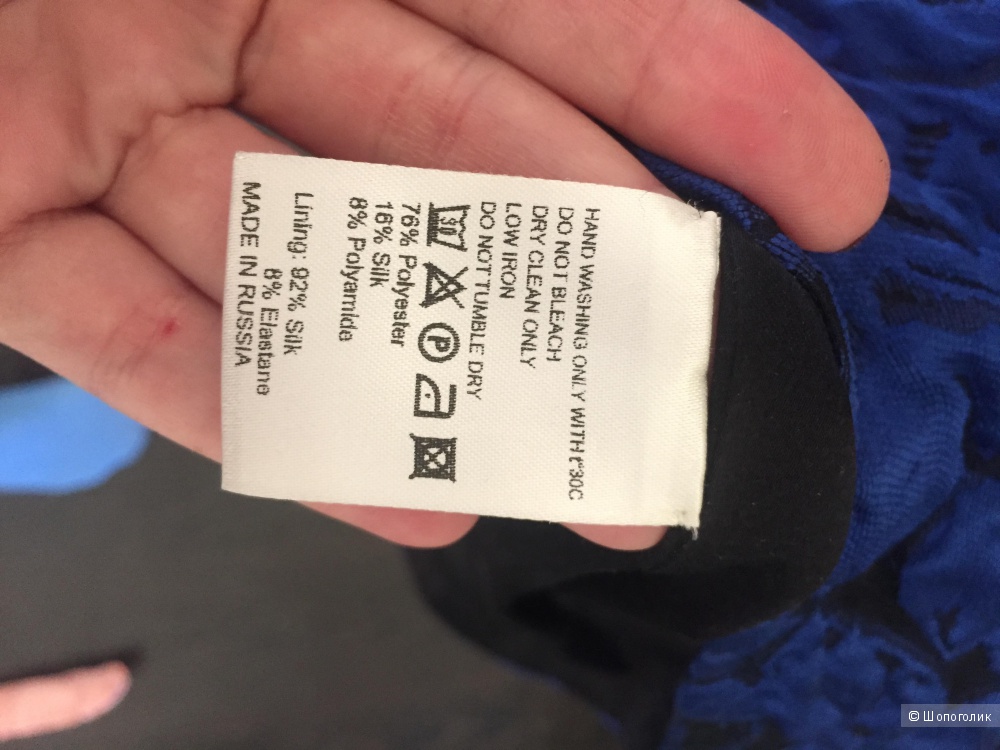 HAND WASHING ONLY WITH t°30C
DO NOT BLEACH
DRY CLEAN ONLY
LOW IRON
DO NOT TUMBLE DRY
P
76% Polyester
16% Silk
8% Polyamide
Lining: 92% Silk
8% Elastane
MADE IN RUSSIA
© Шопоголик